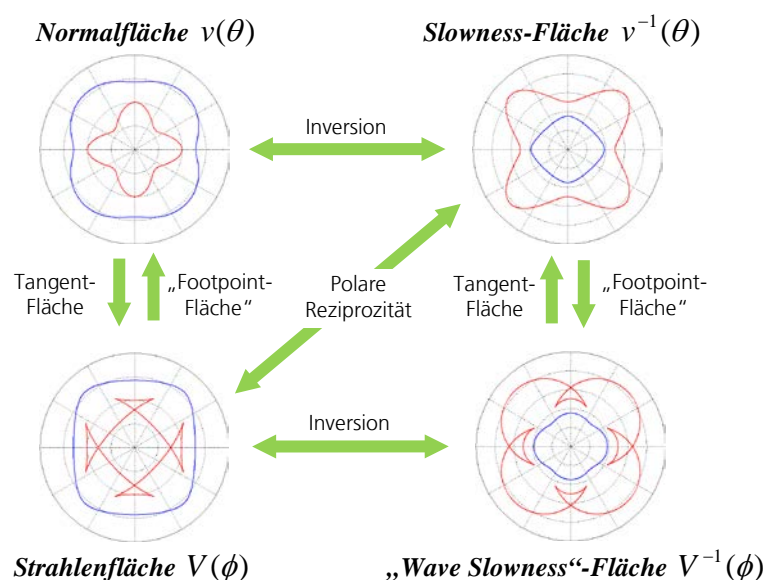 Normalfläche v(θ)
Slowness-Fläche v⁻¹(θ)
Inversion
Tangent-
Fläche
„Footpoint-
Fläche“
Polare
Reziprozität
Tangent-
Fläche
„Footpoint-
Fläche“
Inversion
Strahlenfläche V(ϕ)
„Wave Slowness“-Fläche V⁻¹(ϕ)